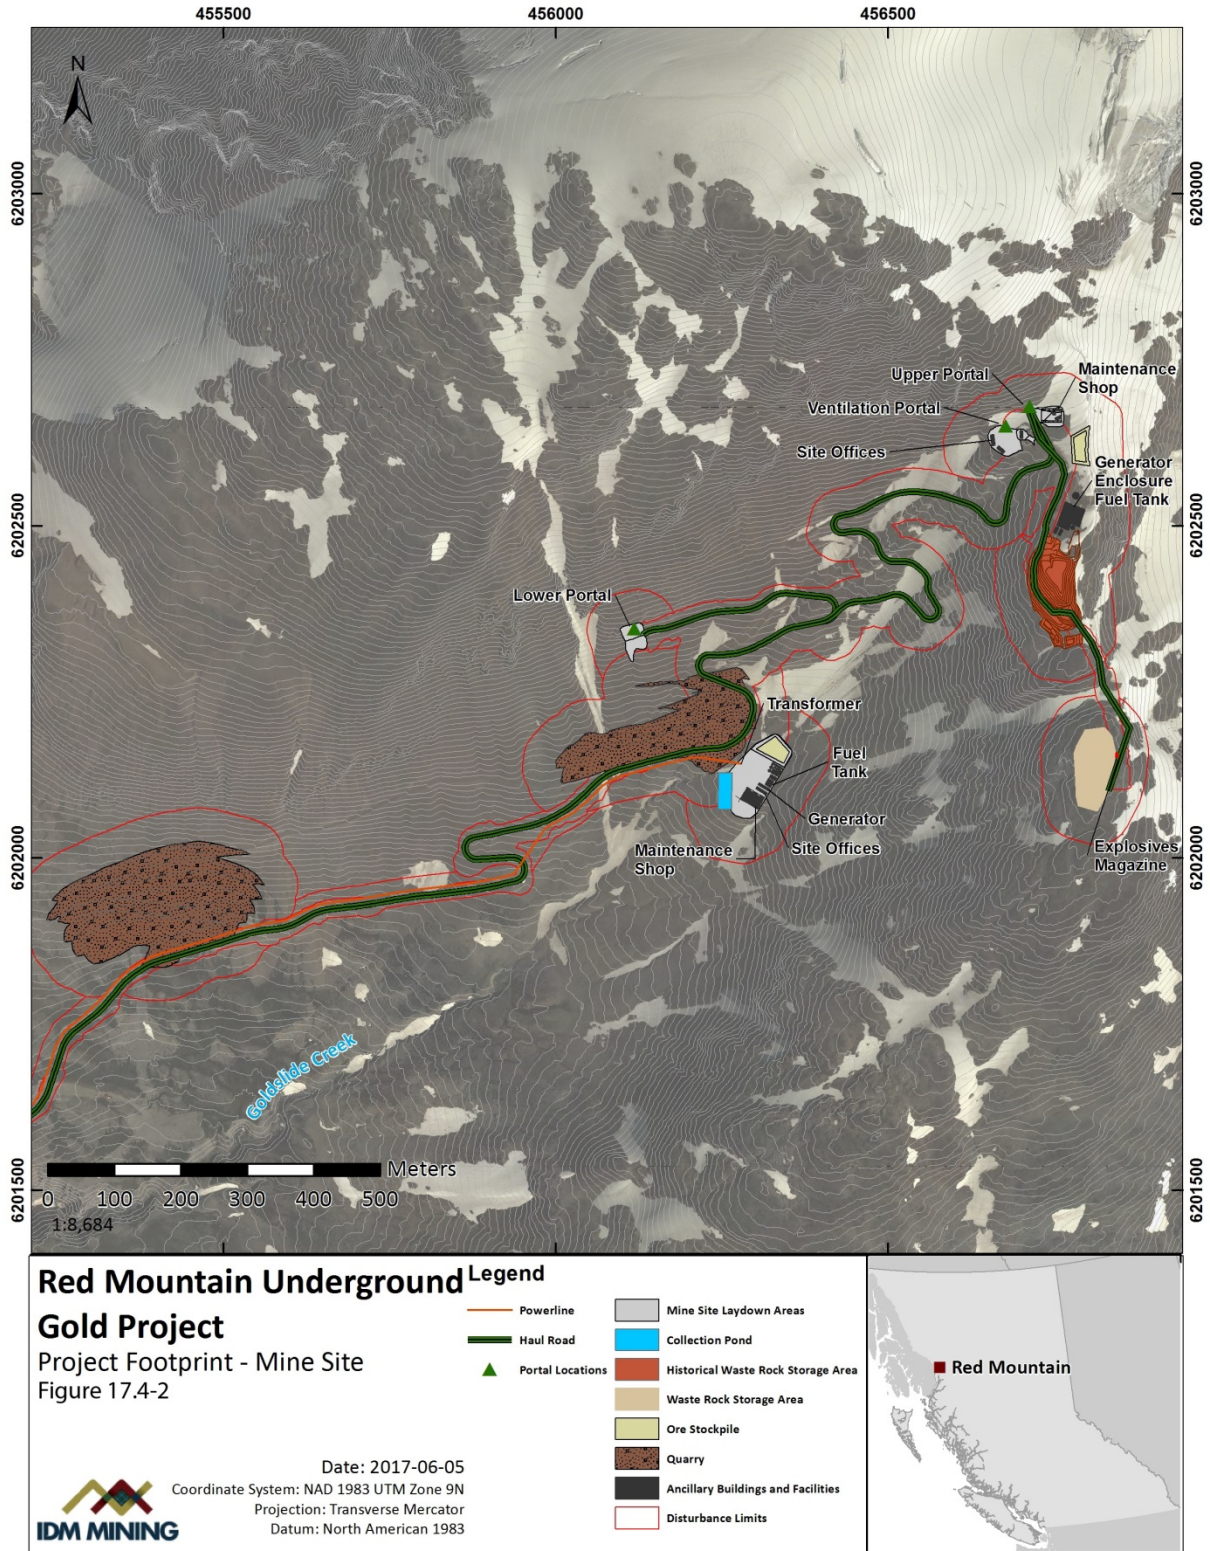 455500
456000
456500
N
6203000
6203000
Upper Portal
Maintenance
Shop
Ventilation Portal
Site Offices
Generator
Enclosure
Fuel Tank
6202500
6202500
Lower Portal
Transformer
Fuel
Tank
Generator
Site Offices
Maintenance
Shop
Explosives
Magazine
6202000
6202000
Goldslide Creek
Meters
0 100 200 300 400 500
1:8,684
6201500
6201500
Red Mountain Underground
Gold Project
Project Footprint - Mine Site
Figure 17.4-2
Date: 2017-06-05
Coordinate System: NAD 1983 UTM Zone 9N
Projection: Transverse Mercator
Datum: North American 1983
IDM MINING
Legend
Powerline
Haul Road
Portal Locations
Mine Site Laydown Areas
Collection Pond
Historical Waste Rock Storage Area
Waste Rock Storage Area
Ore Stockpile
Quarry
Ancillary Buildings and Facilities
Disturbance Limits
Red Mountain